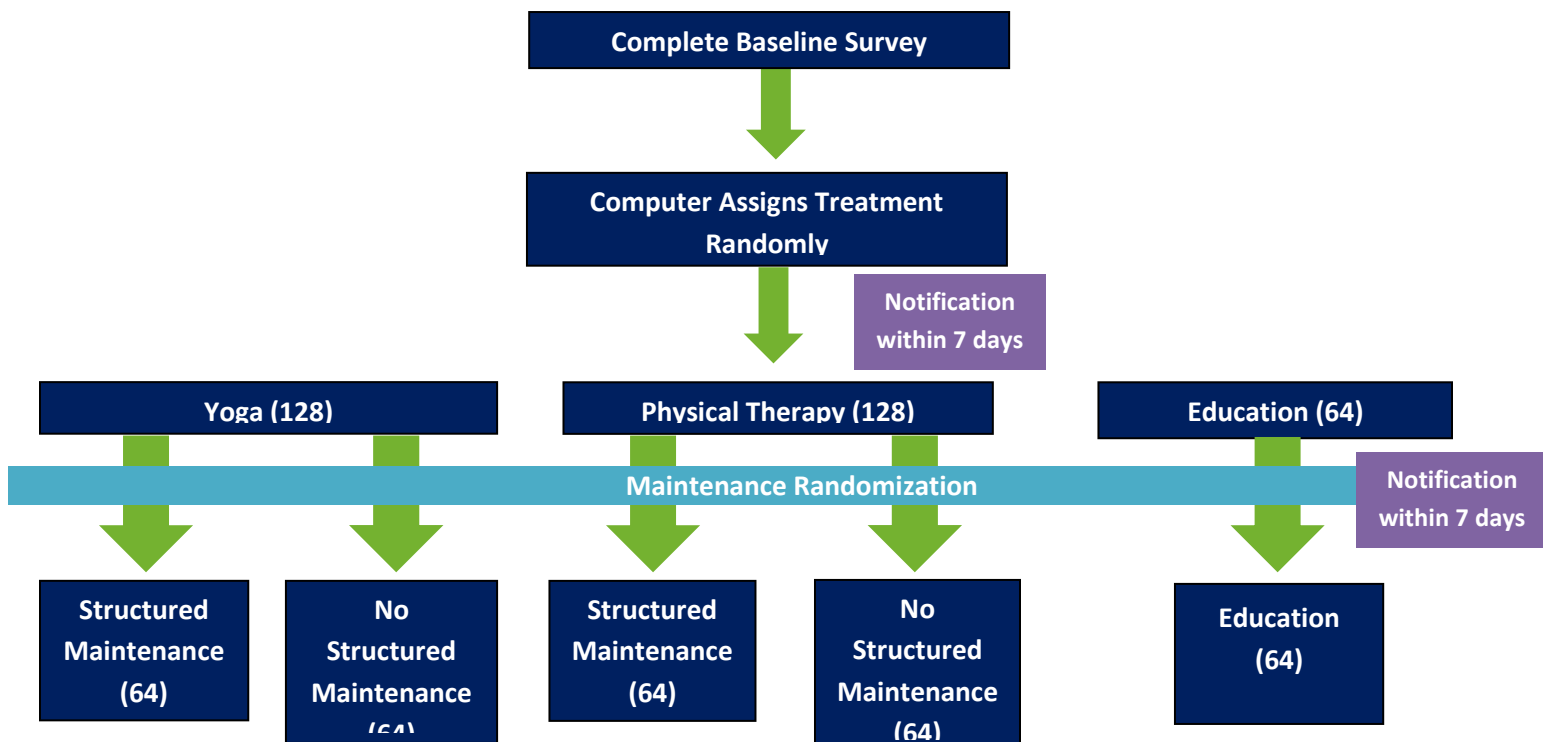 Complete Baseline Survey
Computer Assigns Treatment
Randomly
Notification
within 7 days
Yoga (128)
Physical Therapy (128)
Education (64)
Maintenance Randomization
Notification
within 7 days
Structured
Maintenance
(64)
No
Structured
Maintenance
(64)
Structured
Maintenance
(64)
No
Structured
Maintenance
(64)
Education
(64)